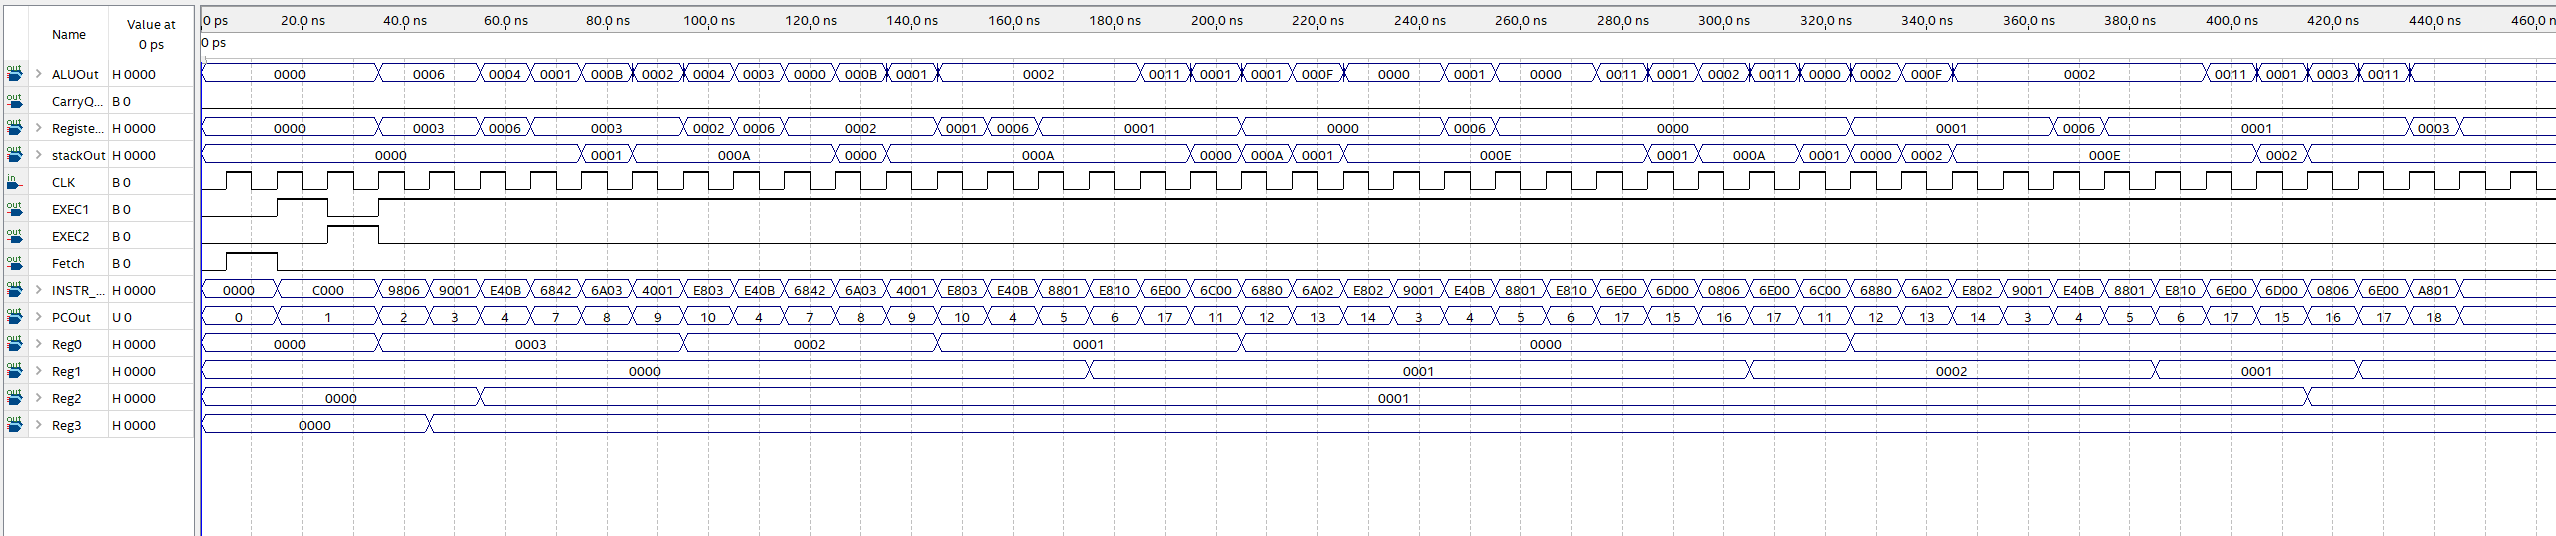 Name Value at 0 ps
0 ps 20.0 ns 40.0 ns 60.0 ns 80.0 ns 100.0 ns 120.0 ns 140.0 ns 160.0 ns 180.0 ns 200.0 ns 220.0 ns 240.0 ns 260.0 ns 280.0 ns 300.0 ns 320.0 ns 340.0 ns 360.0 ns 380.0 ns 400.0 ns 420.0 ns 440.0 ns 460.0 n
0 ps
out ALUOut H 0000 0000 0006 0004 0001 000B 0002 0004 0003 0000 000B 0001 0002 0011 0001 0001 000F 0000 0001 0000 0011 0001 0002 0011 0000 0002 000F 0002 0011 0001 0003 0011
out CarryQ... B 0
out Registe... H 0000 0000 0003 0006 0003 0002 0006 0002 0001 0006 0001 0000 0006 0000 0001 0006 0001 0003
out stackOut H 0000 0000 0001 000A 0000 000A 0000 000A 0001 000E 0001 000A 0001 0000 0002 000E 0002
in CLK B 0
out EXEC1 B 0
out EXEC2 B 0
out Fetch B 0
out INSTR_... H 0000 0000 C000 9806 9001 E40B 6842 6A03 4001 E803 E40B 6842 6A03 4001 E803 E40B 8801 E810 6E00 6C00 6880 6A02 E802 9001 E40B 8801 E810 6E00 6D00 0806 6E00 6C00 6880 6A02 E802 9001 E40B 8801 E810 6E00 6D00 0806 6E00 A801
out PCOut U 0 0 1 2 3 4 7 8 9 10 4 7 8 9 10 4 5 6 17 11 12 13 14 3 4 5 6 17 15 16 17 11 12 13 14 3 4 5 6 17 15 16 17 18
out Reg0 H 0000 0000 0003 0002 0001 0000
out Reg1 H 0000 0000 0001 0002 0001
out Reg2 H 0000 0000 0001
out Reg3 H 0000 0000